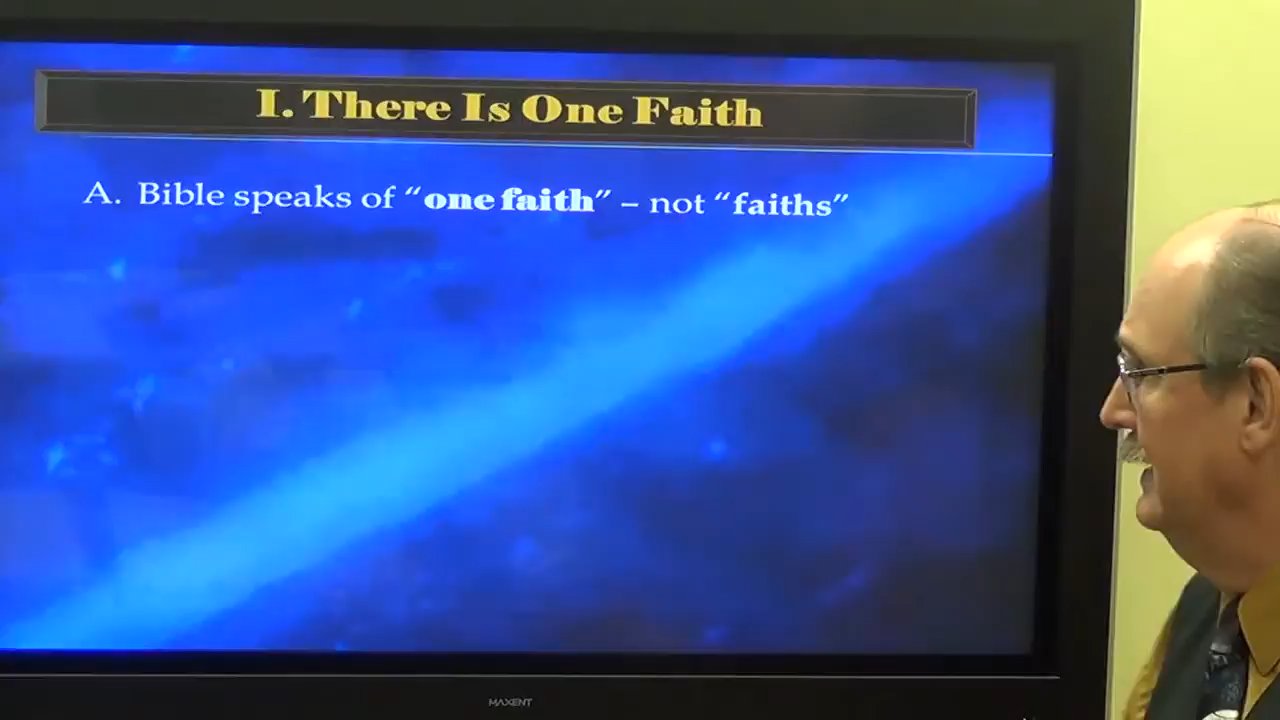 I. There Is One Faith
A. Bible speaks of “one faith” – not “faiths”
MAXENT